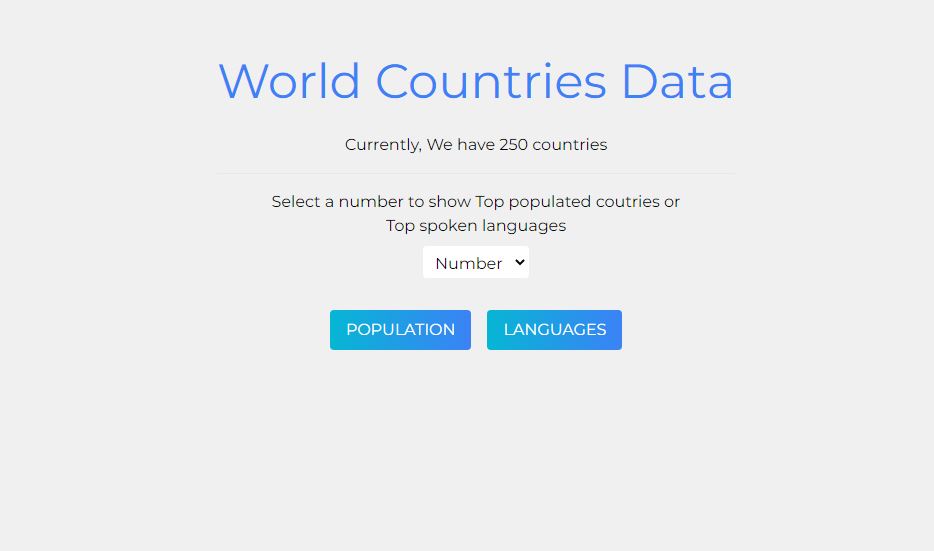 World Countries Data
Currently, We have 250 countries
Select a number to show Top populated coutries or
Top spoken languages
Number
POPULATION LANGUAGES